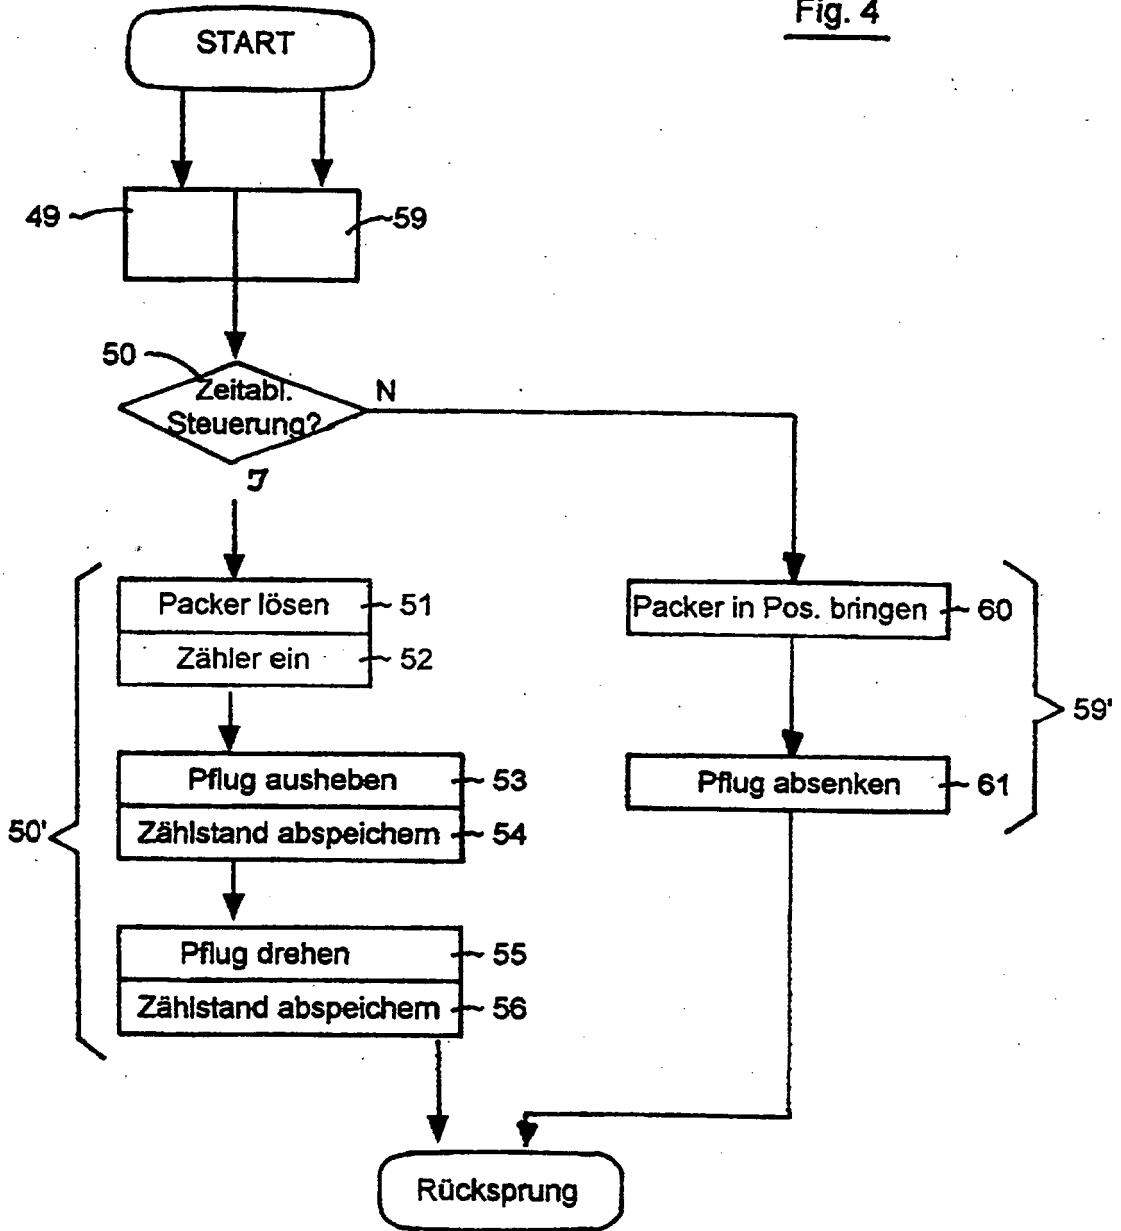 Fig. 4
START
49
59
50
Zeitabl.
Steuerung?
N
J
Packer lösen
51
Zähler ein
52
Pflug ausheben
53
Zählstand abspeichern
54
Pflug drehen
55
Zählstand abspeichern
56
50'
Packer in Pos. bringen
60
Pflug absenken
61
59'
Rücksprung